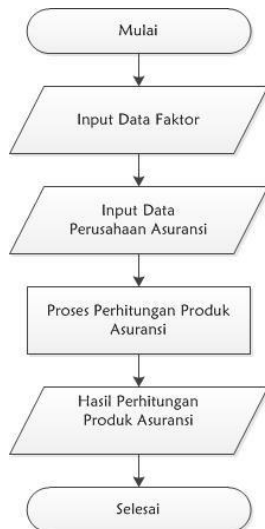 Mulai
Input Data Faktor
Input Data
Perusahaan Asuransi
Proses Perhitungan Produk
Asuransi
Hasil Perhitungan
Produk Asuransi
Selesai